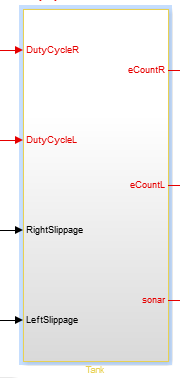 DutyCycleR
eCountR
DutyCycleL
eCountL
RightSlippage
sonar
LeftSlippage
Tank